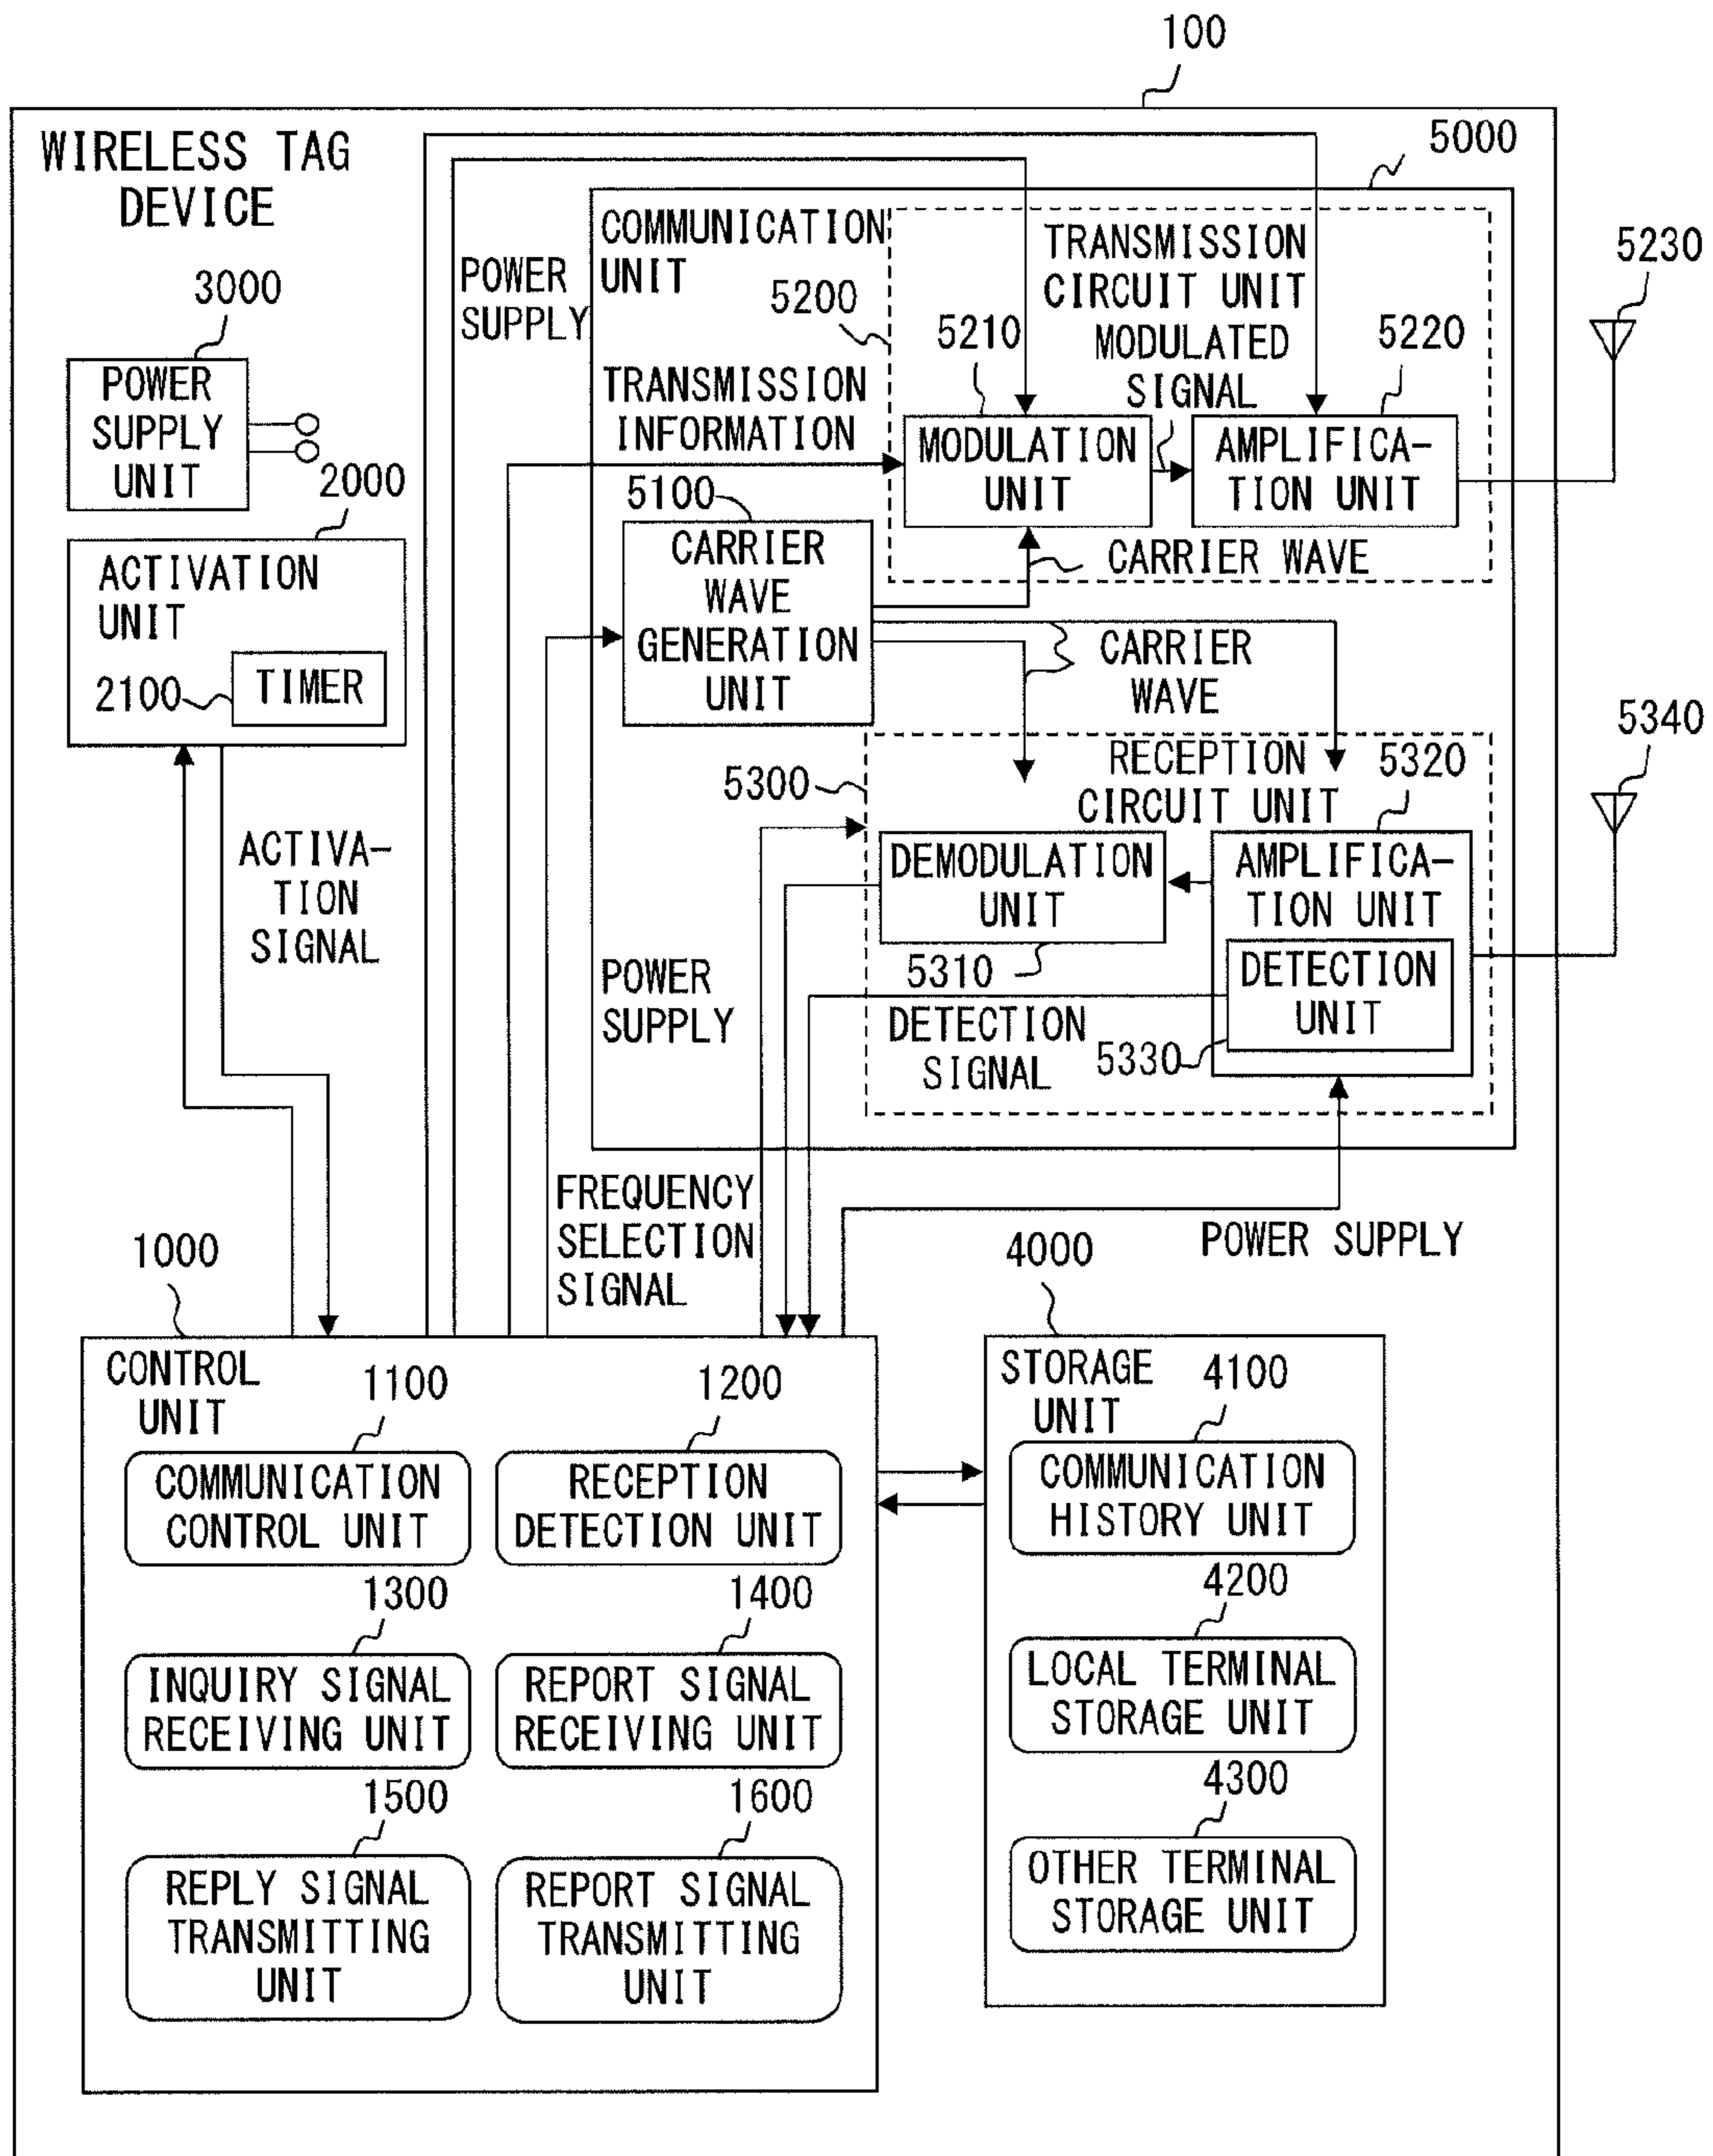 100
WIRELESS TAG
DEVICE
5000
COMMUNICATION
UNIT
TRANSMISSION
CIRCUIT UNIT
5230
POWER
SUPPLY
3000
5200
5210
MODULATED
SIGNAL
5220
POWER
SUPPLY
UNIT
TRANSMISSION
INFORMATION
MODULATION
UNIT
AMPLIFICA-
TION UNIT
2000
5100
CARRIER WAVE
ACTIVATION
UNIT
2100
TIMER
CARRIER
WAVE
GENERATION
UNIT
CARRIER
WAVE
5340
5300
RECEPTION
CIRCUIT UNIT
5320
ACTIVA-
TION
SIGNAL
DEMODULATION
UNIT
AMPLIFICA-
TION UNIT
5310
DETECTION
UNIT
POWER
SUPPLY
DETECTION
SIGNAL
5330
FREQUENCY
SELECTION
SIGNAL
POWER SUPPLY
1000
4000
CONTROL
UNIT
1100
1200
STORAGE
UNIT
4100
COMMUNICATION
CONTROL UNIT
RECEPTION
DETECTION UNIT
COMMUNICATION
HISTORY UNIT
1300
1400
4200
INQUIRY SIGNAL
RECEIVING UNIT
REPORT SIGNAL
RECEIVING UNIT
LOCAL TERMINAL
STORAGE UNIT
1500
1600
4300
REPLY SIGNAL
TRANSMITTING
UNIT
REPORT SIGNAL
TRANSMITTING
UNIT
OTHER TERMINAL
STORAGE UNIT